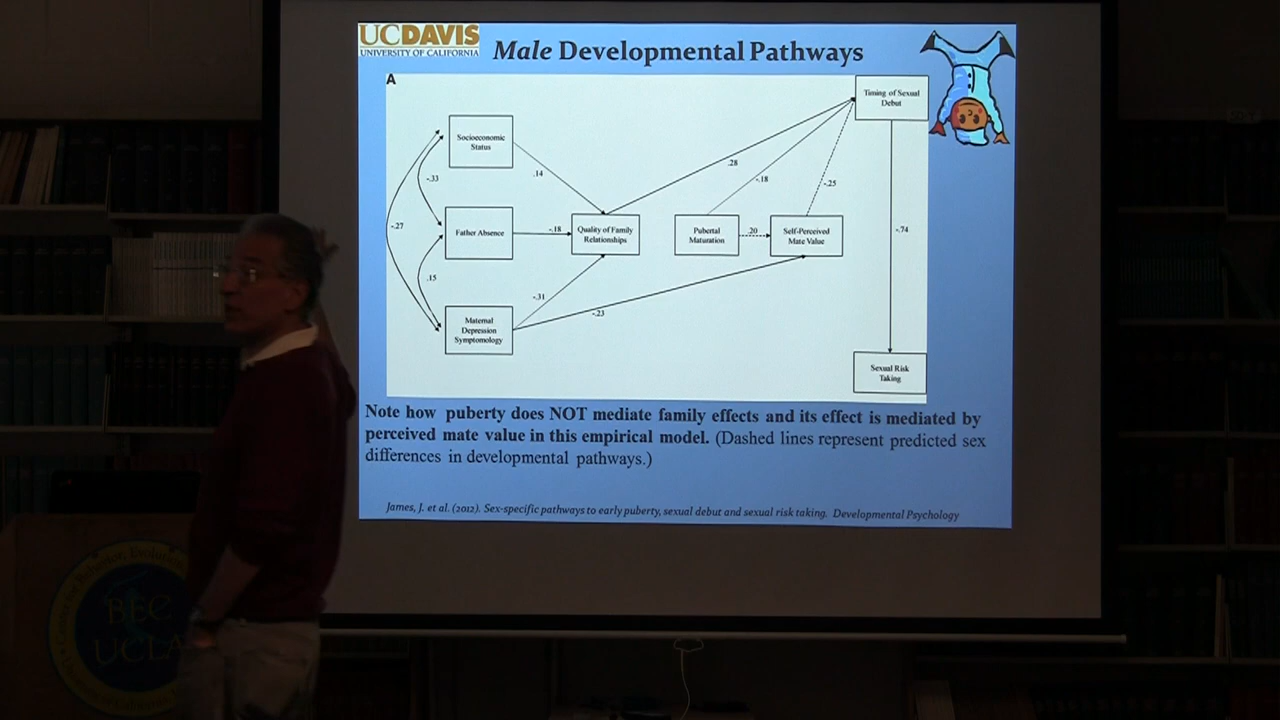 UCDAVIS
UNIVERSITY OF CALIFORNIA
Male Developmental Pathways
A
Timing of Sexual
Debut
Socioeconomic
Status
.14
.28
-.18
-.25
-.33
-.27
Father Absence
-.18
Quality of Family
Relationships
Pubertal
Maturation
.20
Self-Perceived
Mate Value
-.74
.15
-.31
-.23
Maternal
Depression
Symptomology
Sexual Risk
Taking
Note how puberty does NOT mediate family effects and its effect is mediated by
perceived mate value in this empirical model. (Dashed lines represent predicted sex
differences in developmental pathways.)
James, J. et al. (2012). Sex-specific pathways to early puberty, sexual debut and sexual risk taking. Developmental Psychology
BEC
UCLA